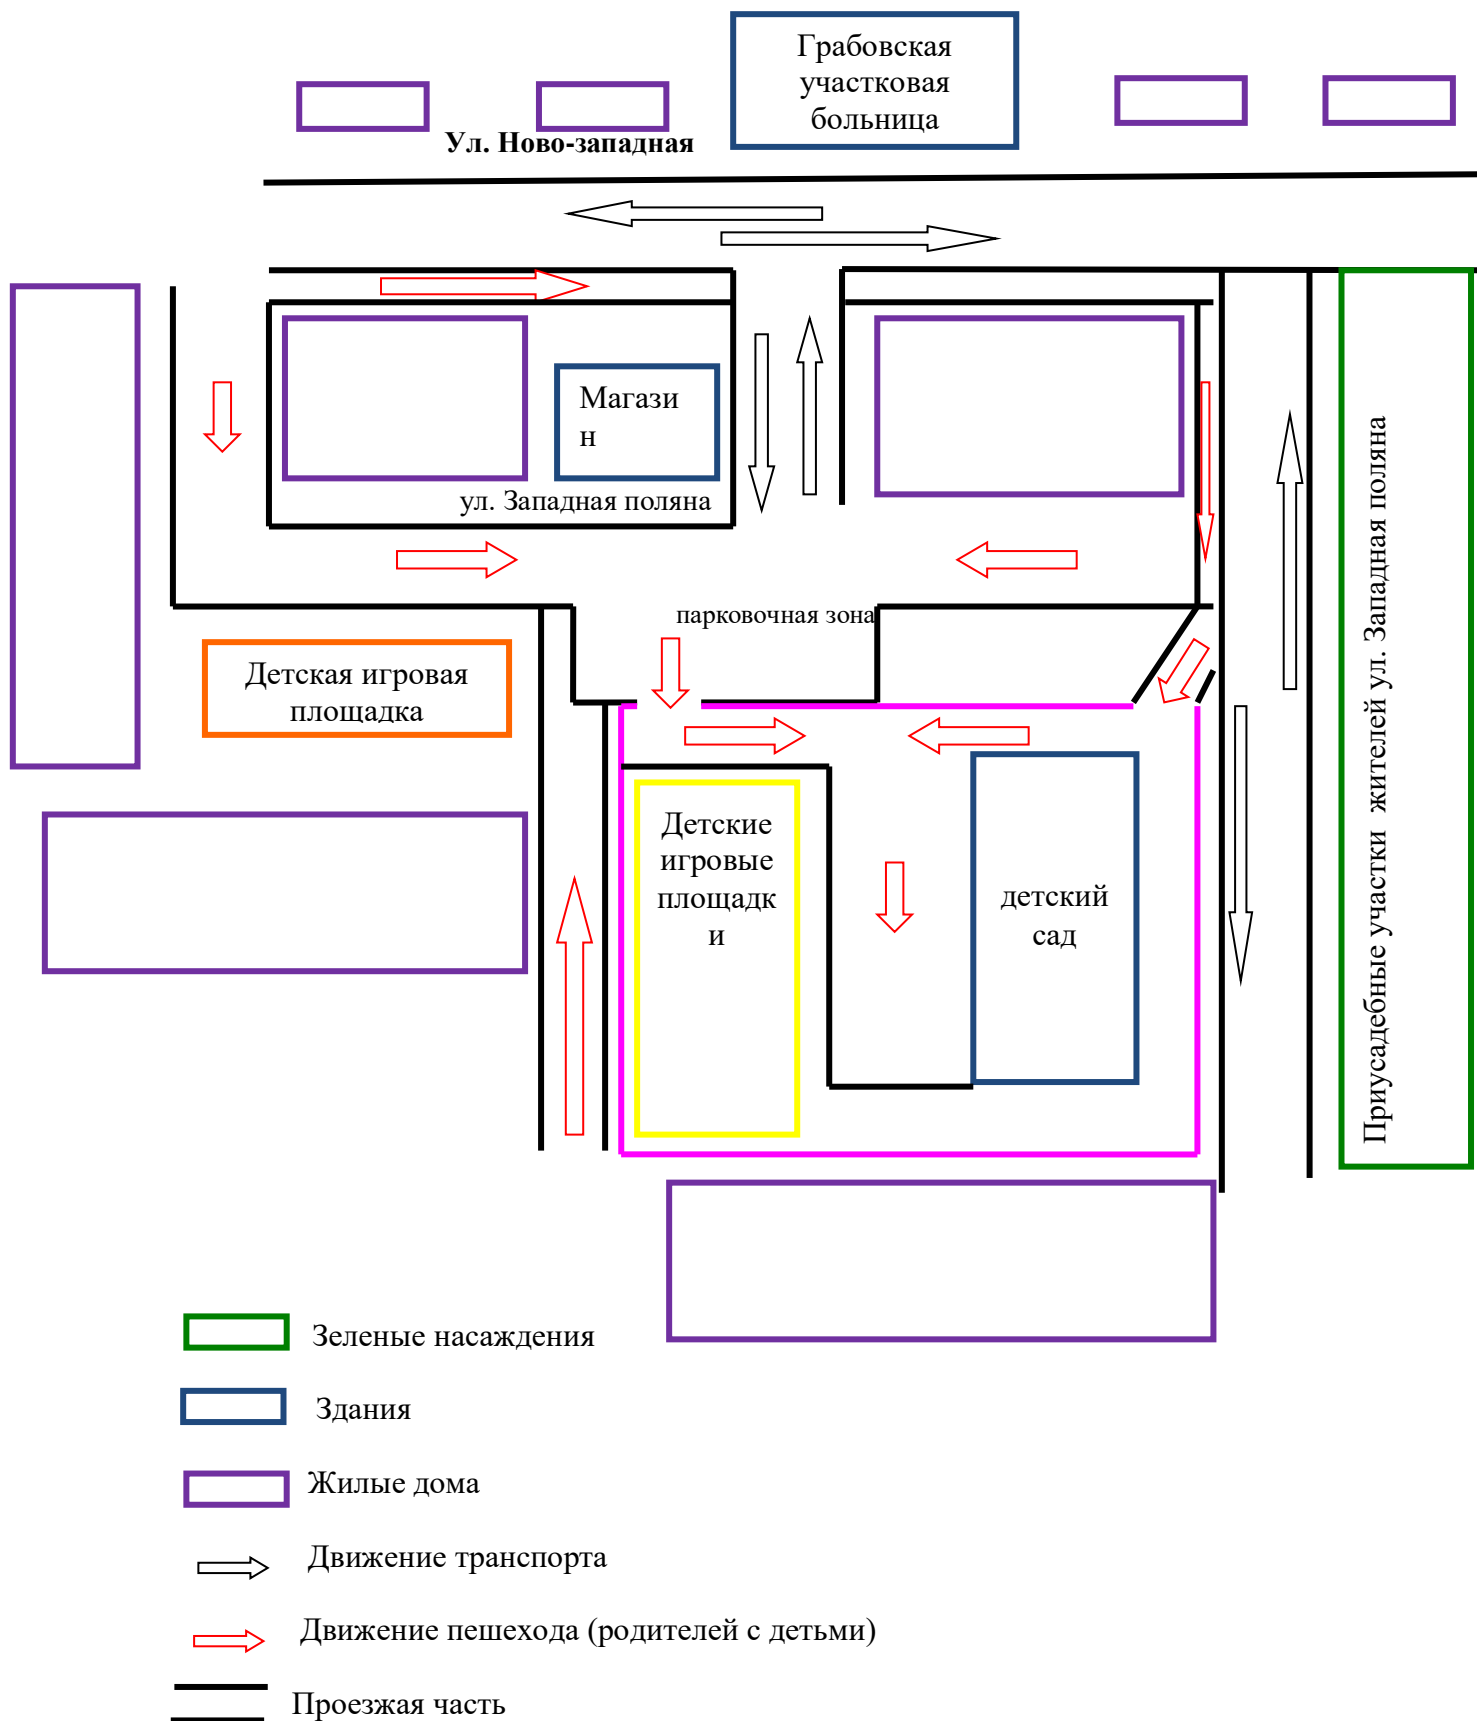 Грабовская
участковая
больница
Ул. Ново-западная
Магази
н
ул. Западная поляна
парковочная зона
Детская игровая
площадка
Детские
игровые
площадк
и
детский
сад
Приусадебные участки жителей ул. Западная поляна
Зеленые насаждения
Здания
Жилые дома
Движение транспорта
Движение пешехода (родителей с детьми)
Проезжая часть